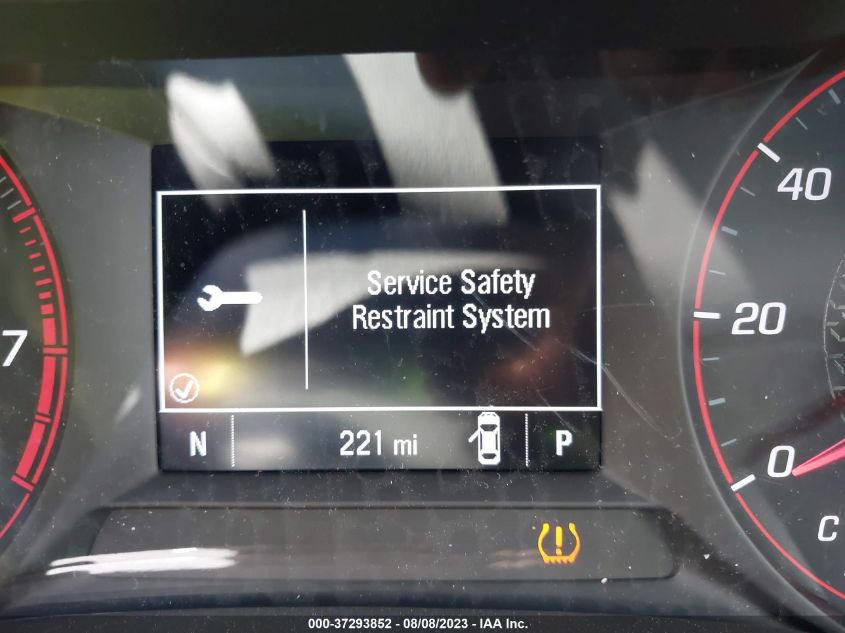 40
Service Safety
Restraint System
20
7
N
221 mi
P
0
C
000-37293852 - 08/08/2023 - IAA Inc.